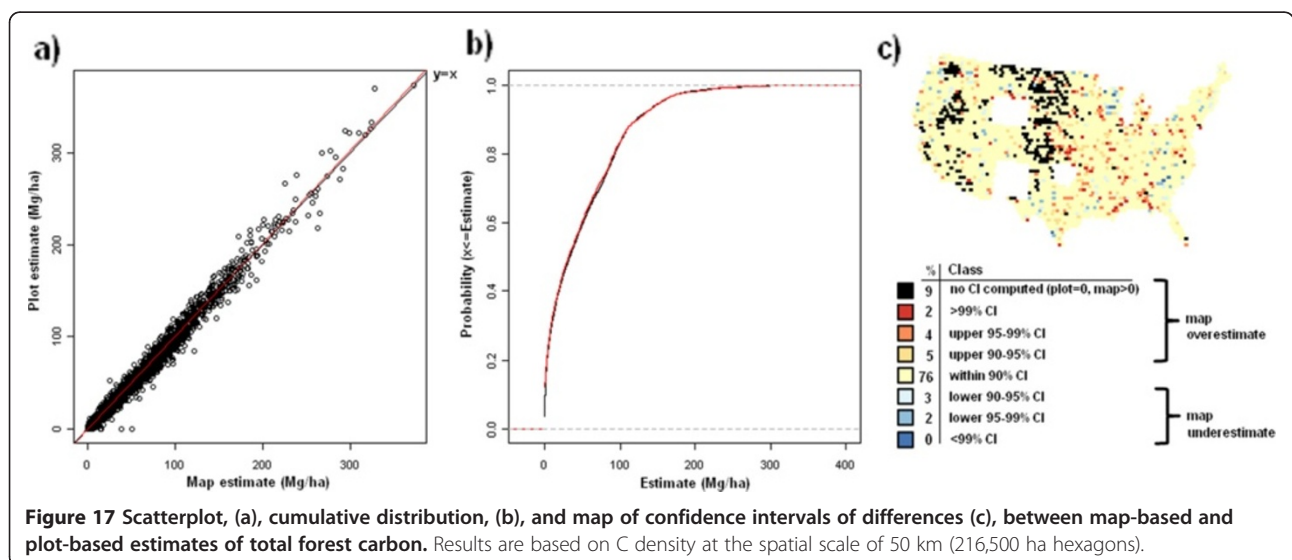 a)
y=x
Plot estimate (Mg/ha)
0
100
200
300
0
100
200
300
Map estimate (Mg/ha)
b)
Probability (x<=Estimate)
0.0
0.2
0.4
0.6
0.8
1.0
0
100
200
300
400
Estimate (Mg/ha)
c)
% Class
9 no CI computed (plot=0, map>0)
2 >99% CI
4 upper 95-99% CI
5 upper 90-95% CI
76 within 90% CI
3 lower 90-95% CI
2 lower 95-99% CI
0 <99% CI
map
overestimate
map
underestimate
Figure 17 Scatterplot, (a), cumulative distribution, (b), and map of confidence intervals of differences (c), between map-based and
plot-based estimates of total forest carbon. Results are based on C density at the spatial scale of 50 km (216,500 ha hexagons).